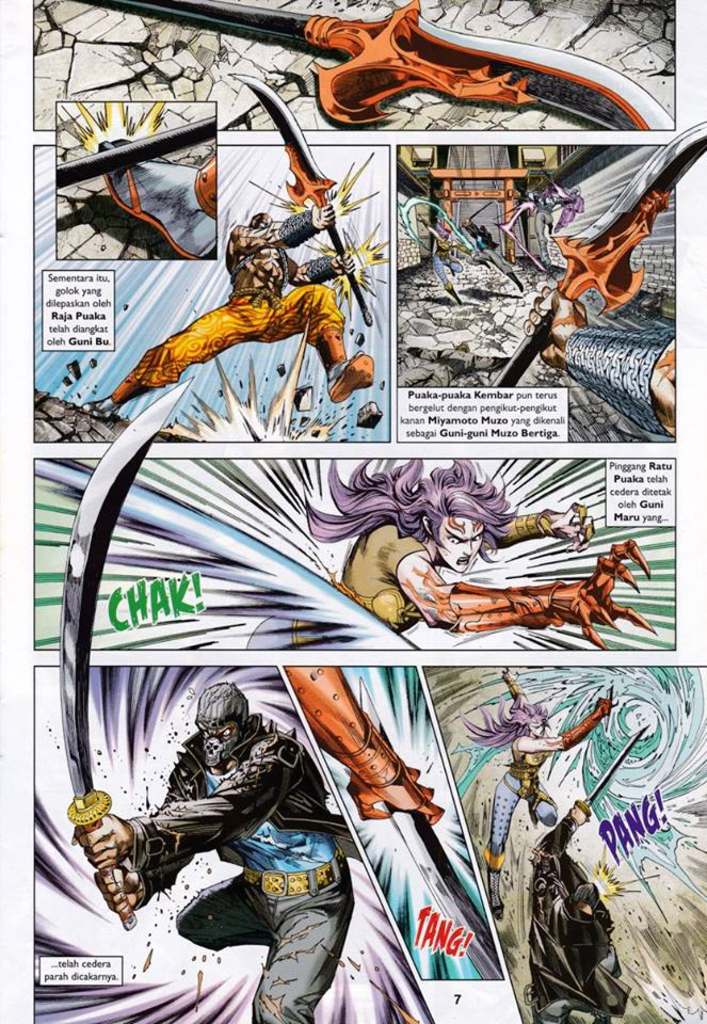 Sementara itu,
golok yang
dilepaskan oleh
Raja Puaka
telah diangkat
oleh Guni Bu.
Puaka-puaka Kembar pun terus
bergelut dengan pengikut-pengikut
kanan Miyamoto Muzo yang dikenali
sebagai Guni-guni Muzo Bertiga.
Pinggang Ratu
Puaka telah
cedera ditetak
oleh Guni
Maru yang...
CHAK!
...telah cedera
parah dicakarnya.
TANG!
PANG!
7